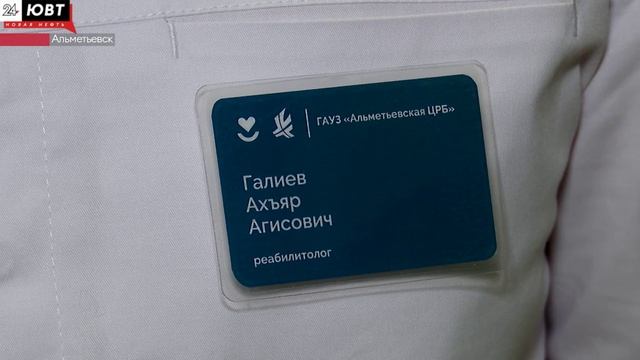 24 ЮВТ
НОВАЯ НЕФТЬ
Альметьевск
ГАУЗ «Альметьевская ЦРБ»
Галиев
Ахъяр
Агисович
реабилитолог